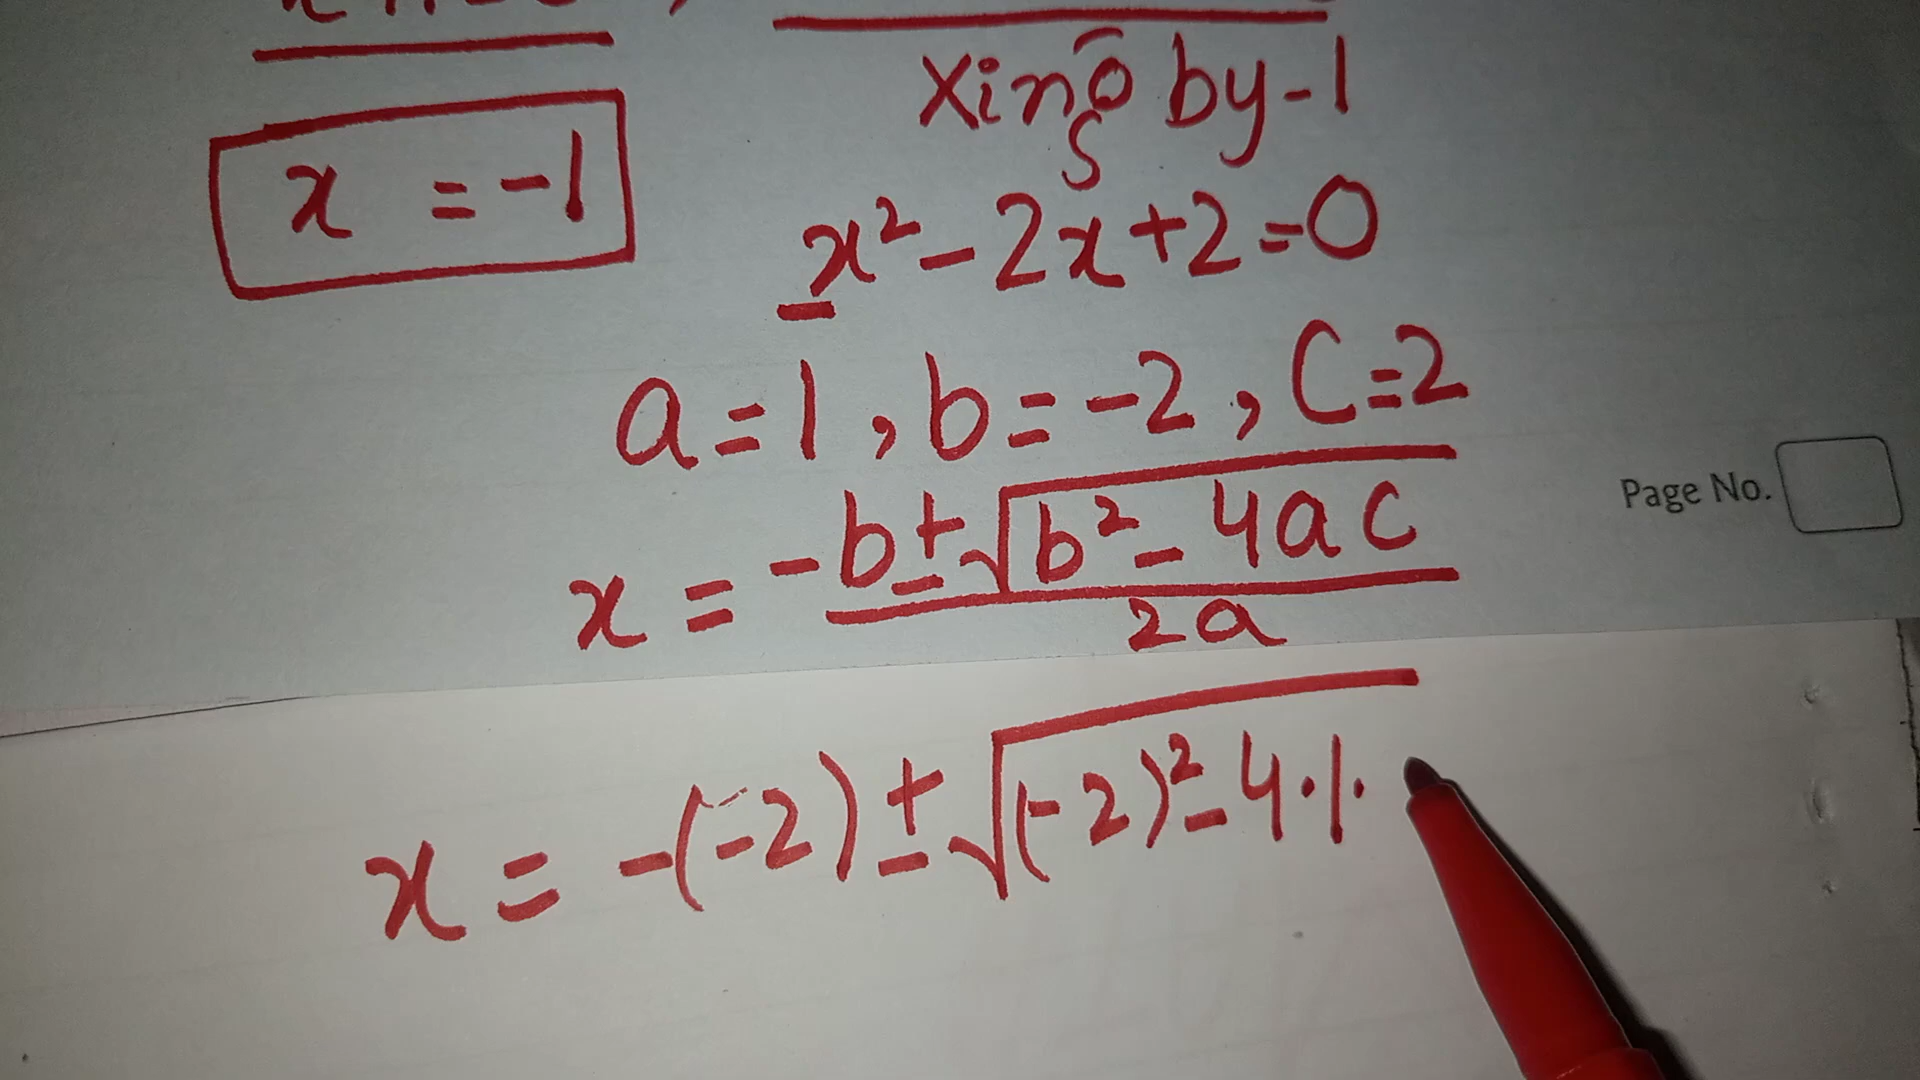 x = -1
Xing by -1
S
x² - 2x + 2 = 0
a = 1 , b = -2 , C = 2
x = -b ± √b² - 4ac
2a
Page No.
x = -(-2) ± √(-2)² - 4·1·